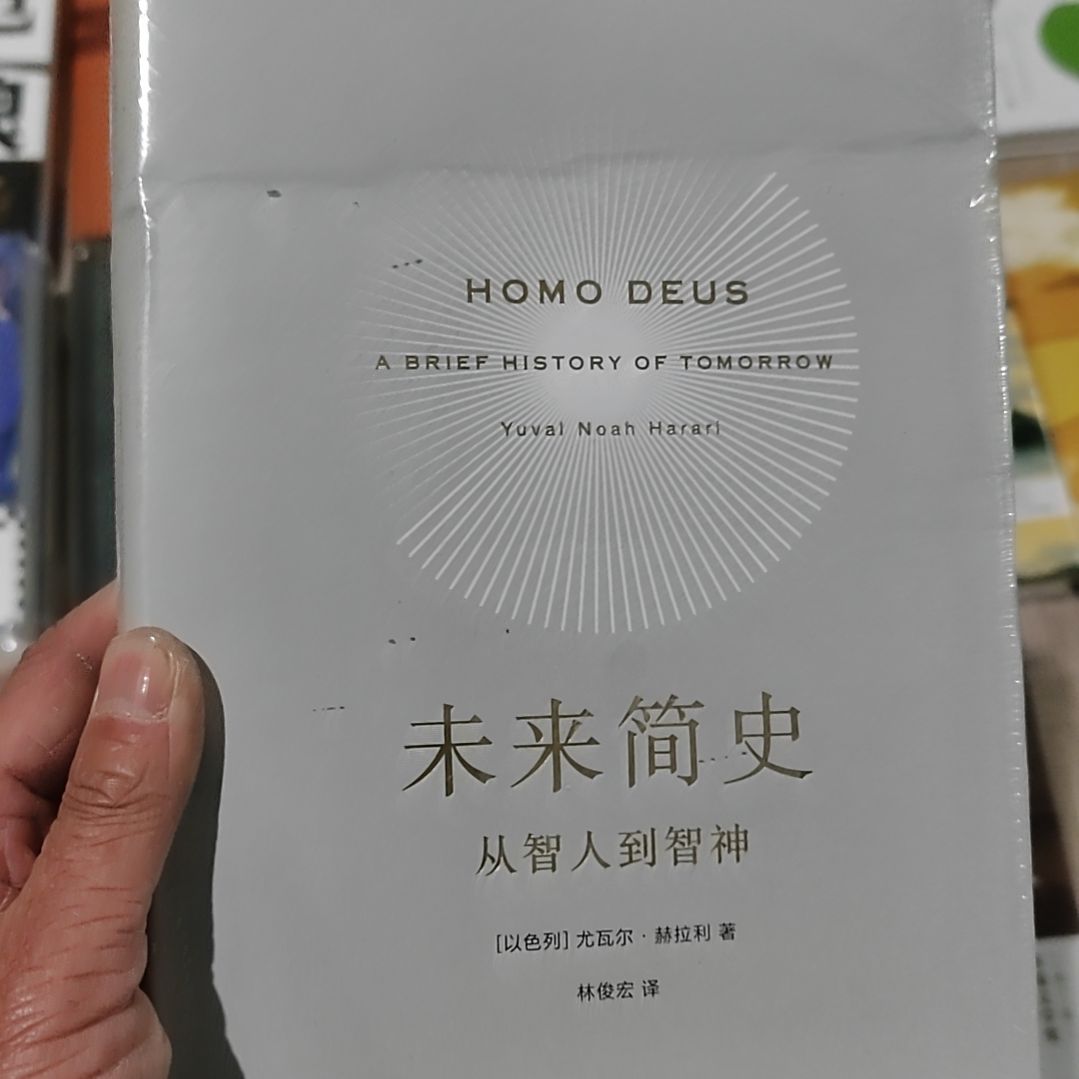 HOMO DEUS
A BRIEF HISTORY OF TOMORROW
Yuval Noah Harari
未来简史
从智人到智神
[以色列] 尤瓦尔·赫拉利 著
林俊宏 译